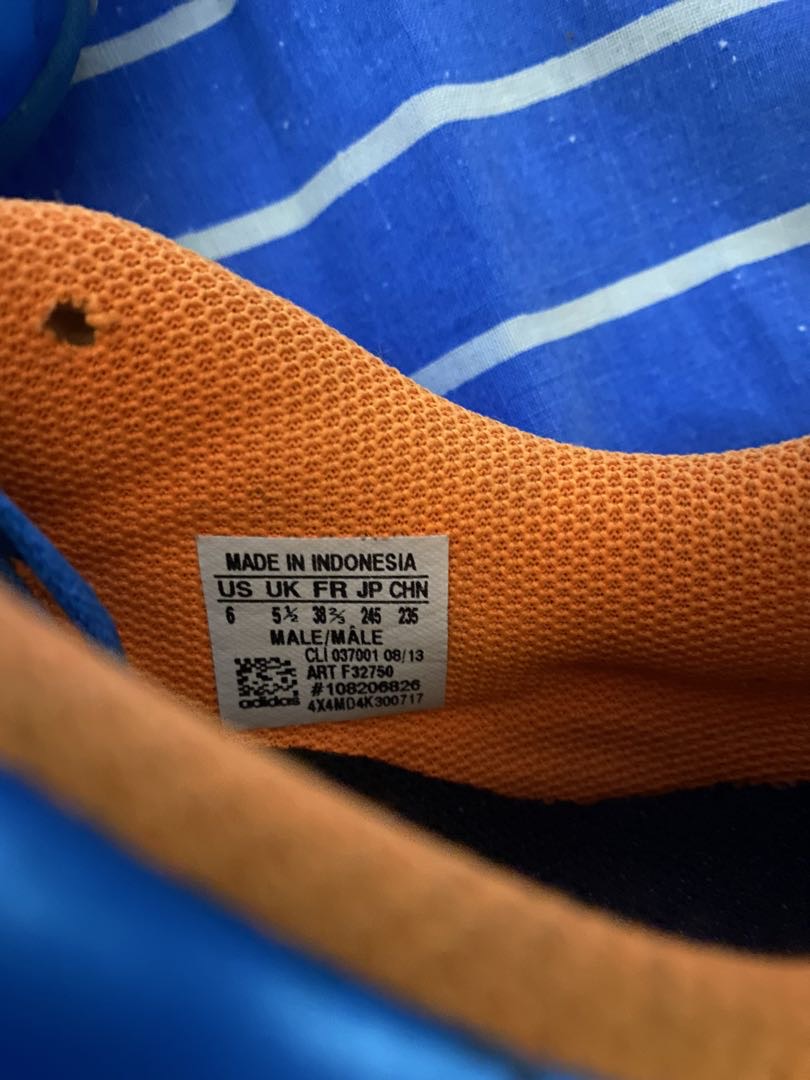 MADE IN INDONESIA
US UK FR JP CHN
6 5½ 38⅔ 245 235
MALE/MÂLE
CLI 037001 08/13
ART F32750
#108206826
adidas 4X4MD4K300717